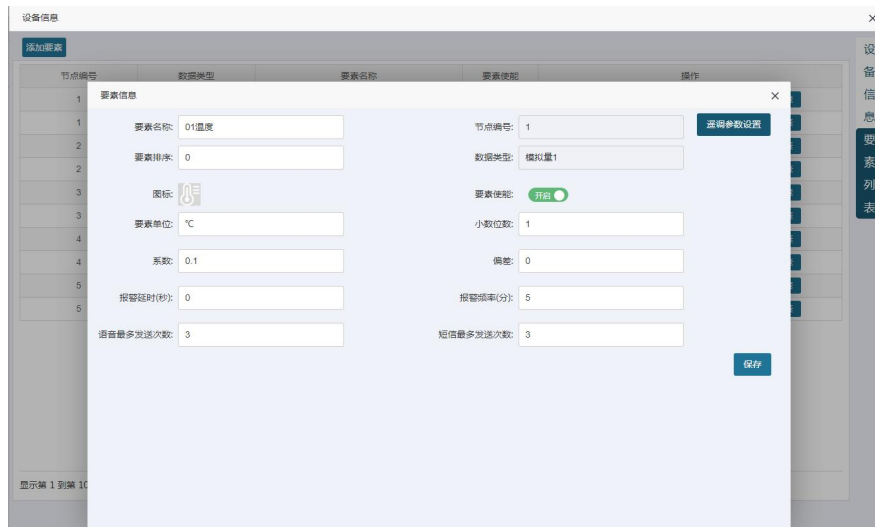 设备信息
×
添加要素
节点编号 数据类型 要素名称 要素使能 操作
1
1
2
2
3
3
4
4
5
5
要素信息 ×
要素名称: 01温度 节点编号: 1 遥调参数设置
要素排序: 0 数据类型: 模拟量1
图标: 要素使能: 开启
要素单位: ℃ 小数位数: 1
系数: 0.1 偏差: 0
报警延时(秒): 0 报警频率(分): 5
语音最多发送次数: 3 短信最多发送次数: 3
保存
显示第 1 到第 10
设备信息
要素列表